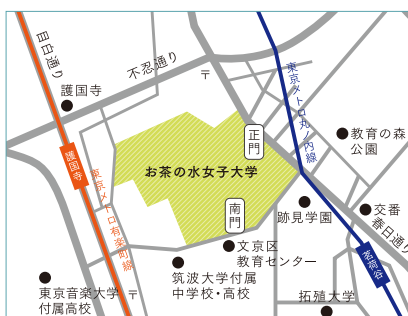 目白通り
不忍通り
〒
護国寺
東京メトロ丸ノ内線
正門
教育の森
公園
護国寺
東京メトロ有楽町線
お茶の水女子大学
南門
跡見学園
交番
春日通り
文京区
教育センター
茗荷谷
筑波大学付属
中学校・高校
東京音楽大学
付属高校
〒
拓殖大学